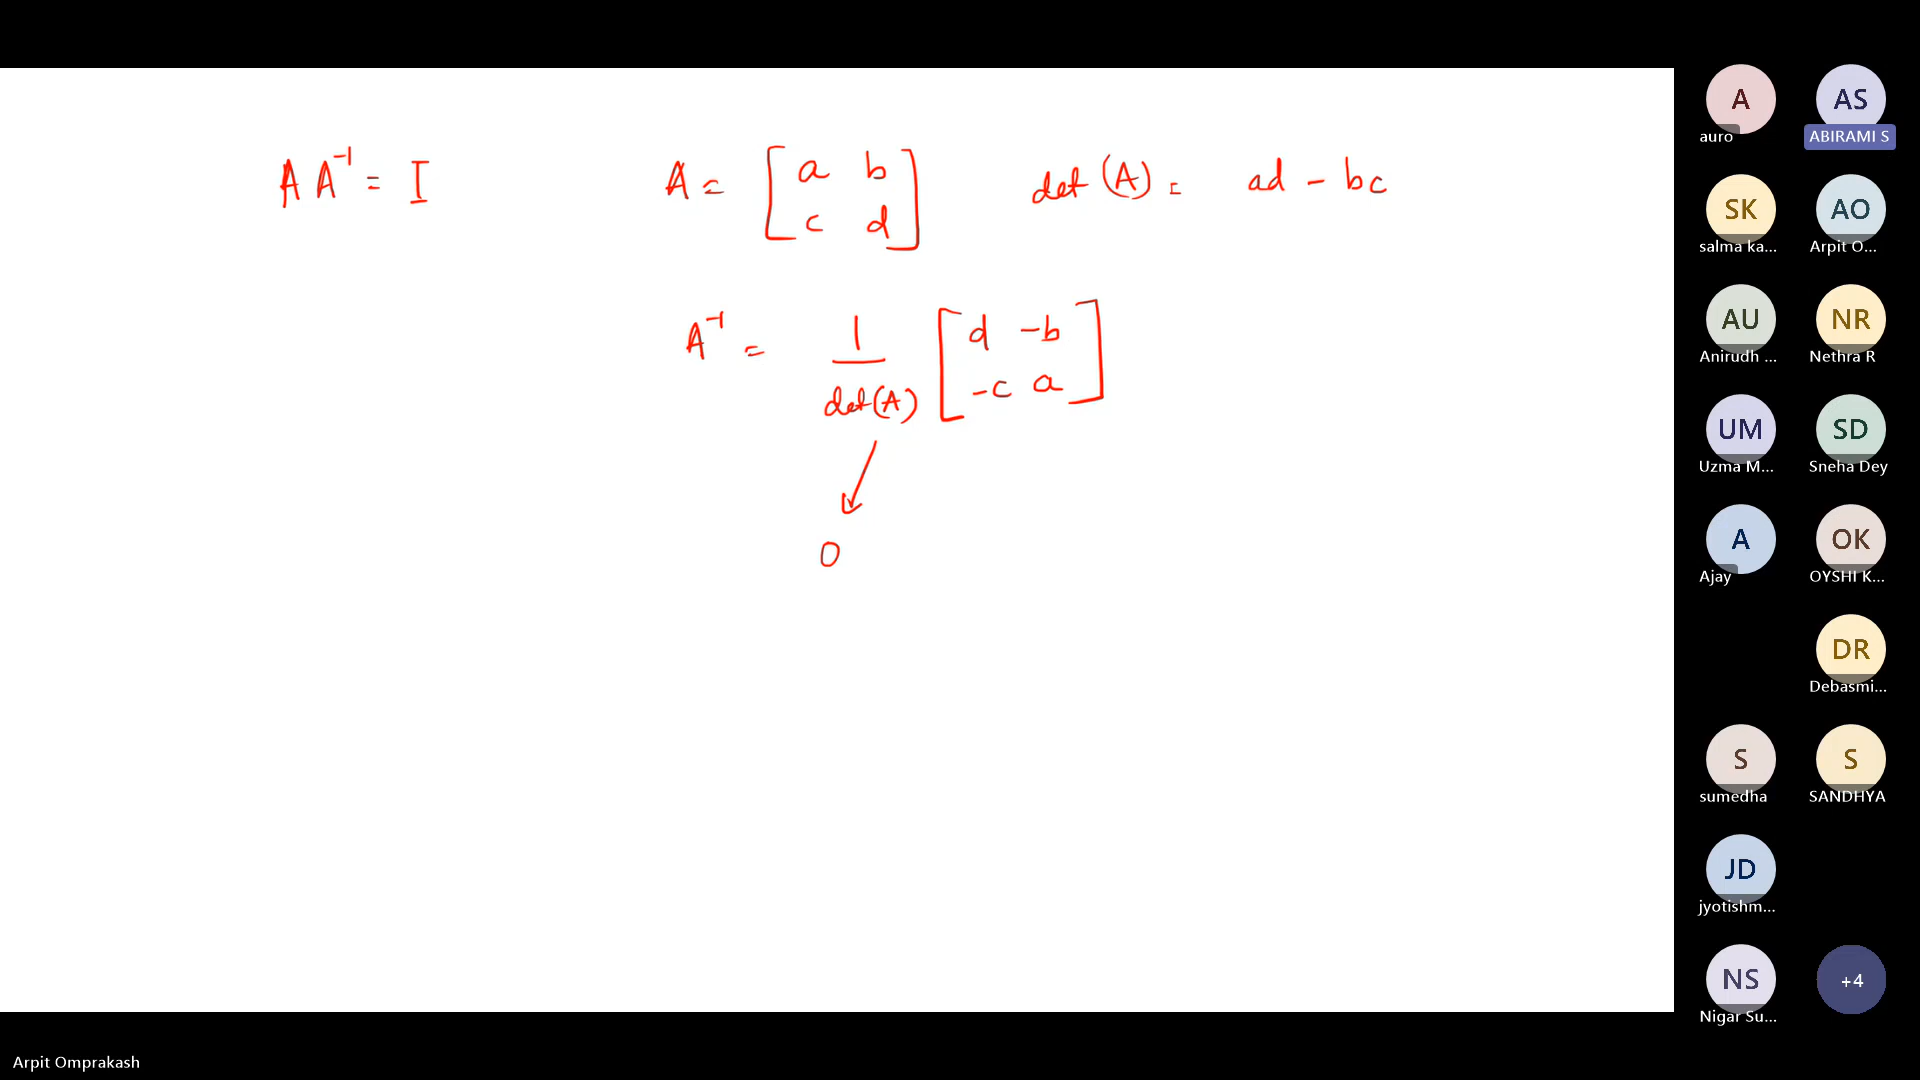 A A⁻¹ = I
A = [ a b
c d ]
det (A) = ad - bc
A⁻¹ = 1/det(A) [ d -b
-c a ]
0
A
auro
AS
ABIRAMI S
SK
salma ka...
AO
Arpit O...
AU
Anirudh ...
NR
Nethra R
UM
Uzma M...
SD
Sneha Dey
A
Ajay
OK
OYSHI K...
DR
Debasmi...
S
sumedha
S
SANDHYA
JD
jyotishm...
NS
Nigar Su...
+4
Arpit Omprakash